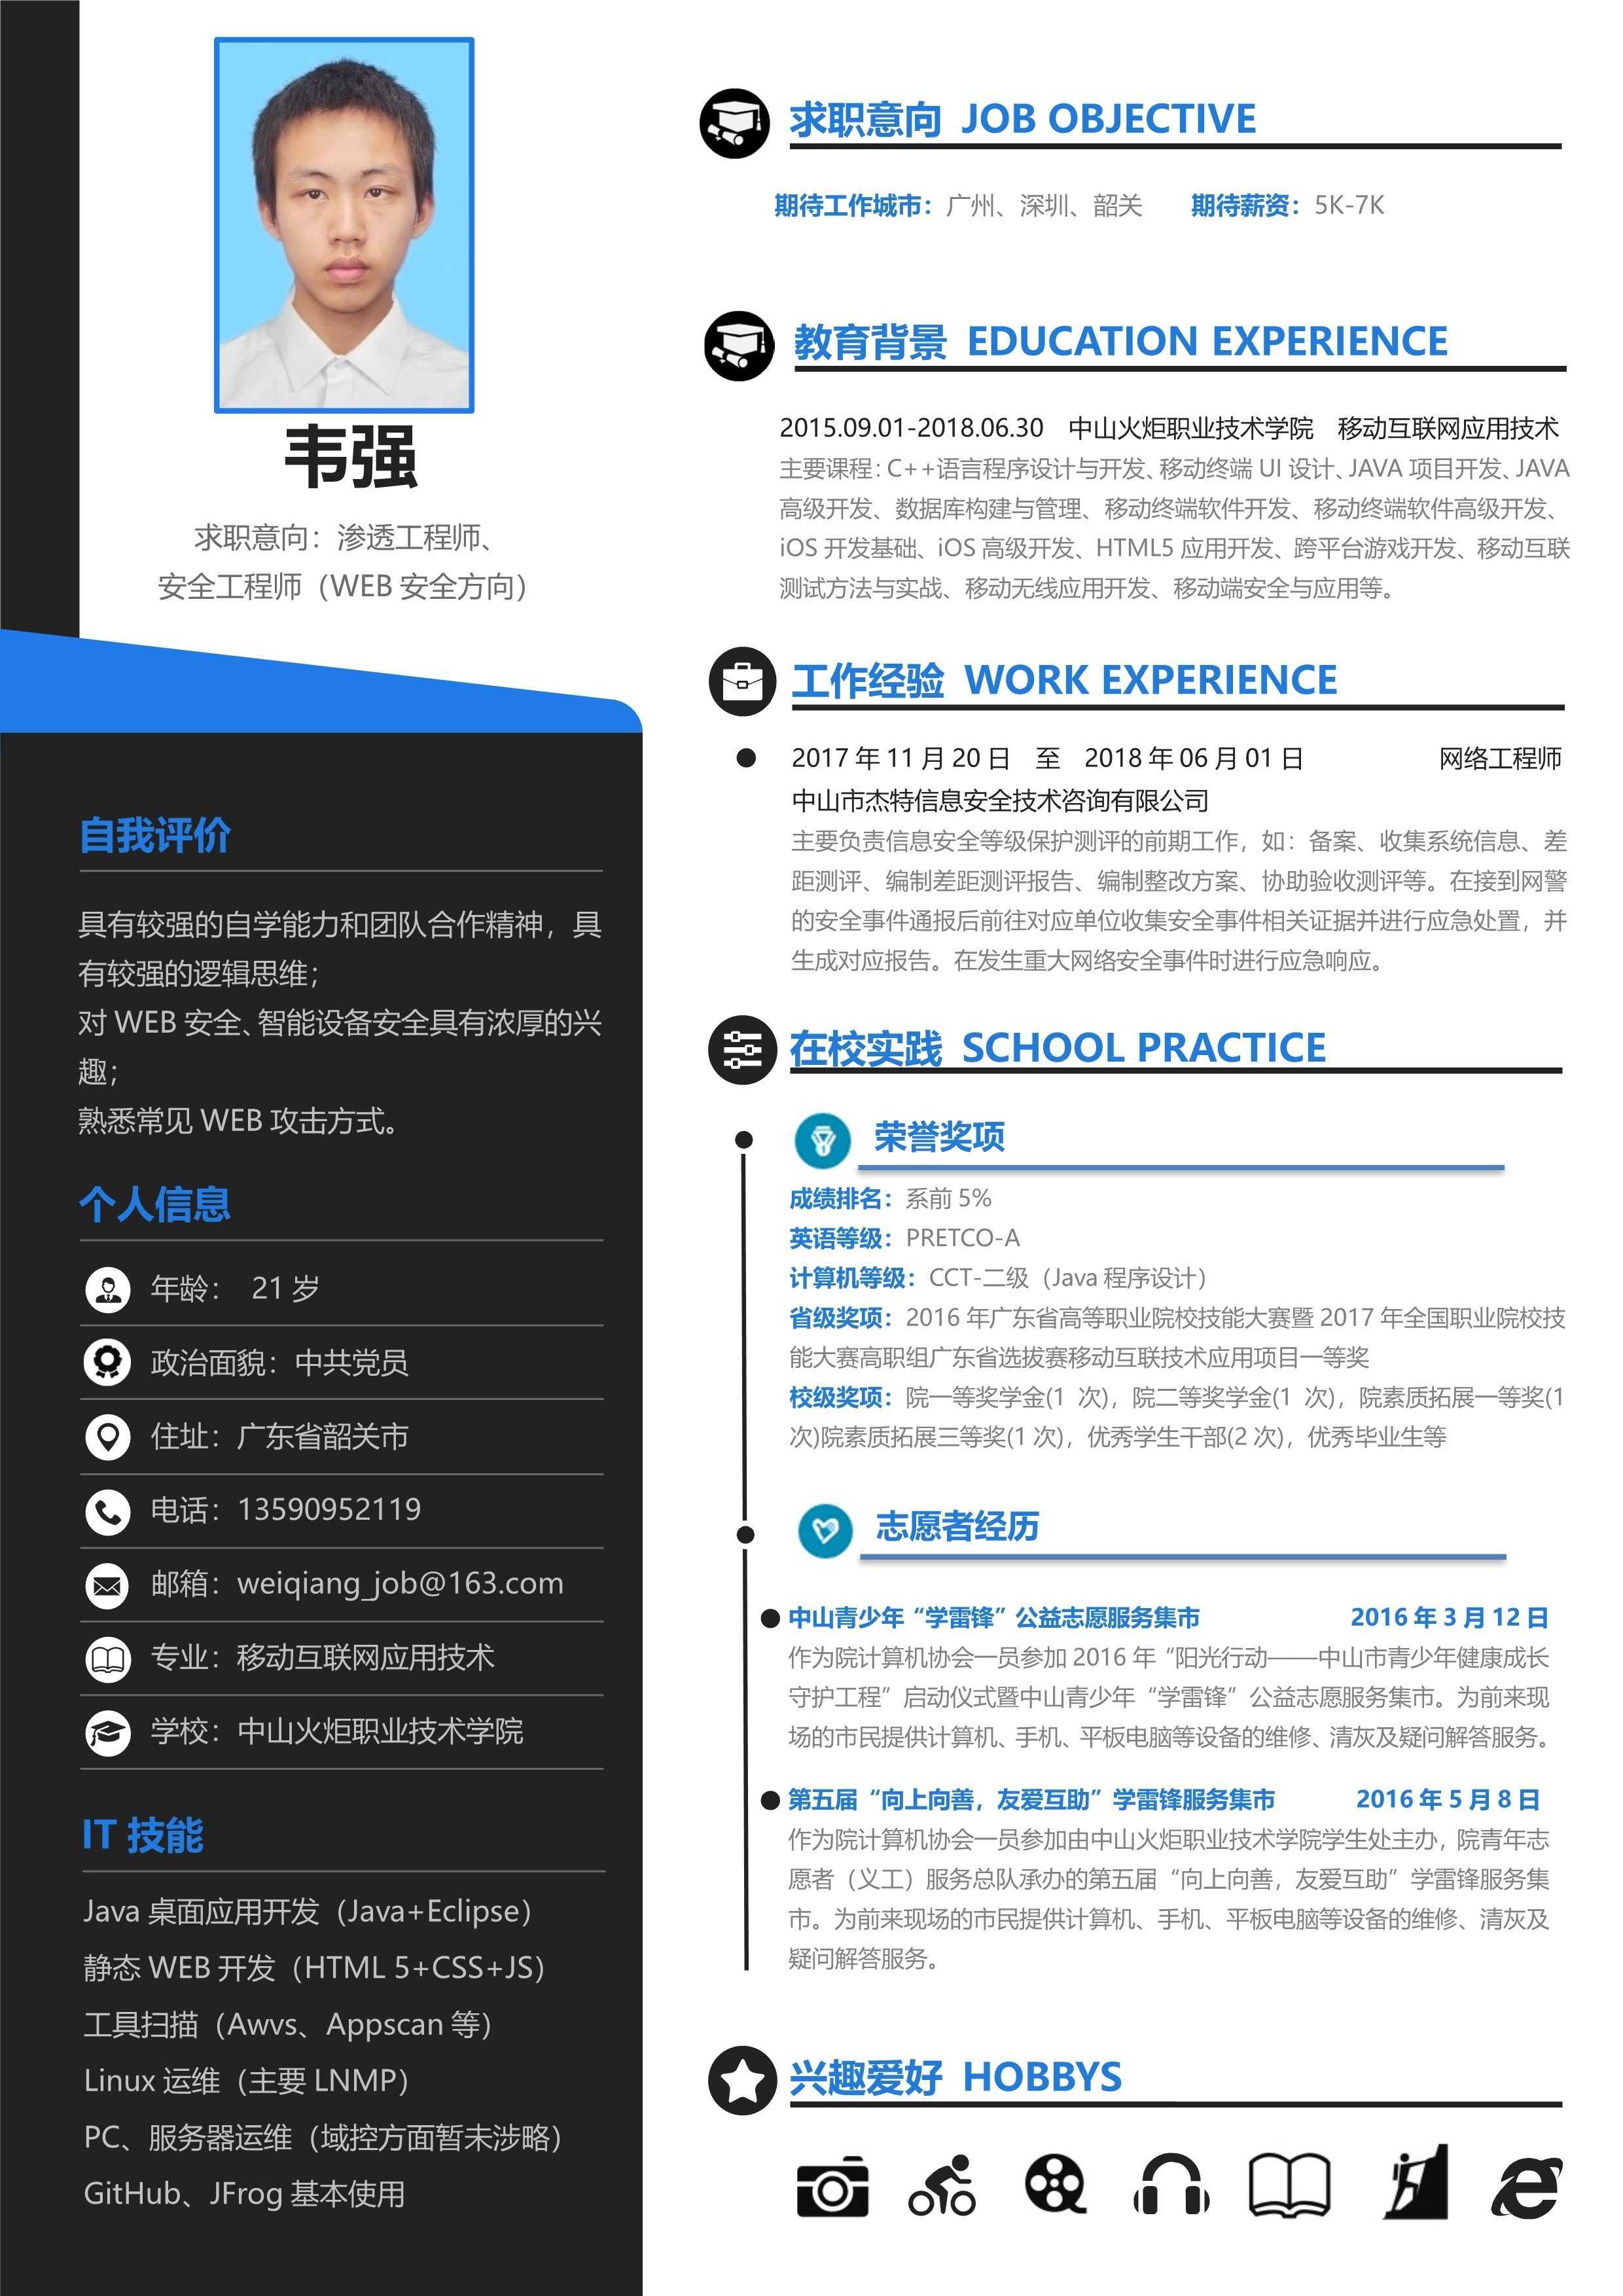 韦强
求职意向：渗透工程师、
安全工程师（WEB 安全方向）
自我评价
具有较强的自学能力和团队合作精神，具
有较强的逻辑思维；
对 WEB 安全、智能设备安全具有浓厚的兴
趣；
熟悉常见 WEB 攻击方式。
个人信息
年龄： 21 岁
政治面貌：中共党员
住址：广东省韶关市
电话：13590952119
邮箱：weiqiang_job@163.com
专业：移动互联网应用技术
学校：中山火炬职业技术学院
IT 技能
Java 桌面应用开发（Java+Eclipse）
静态 WEB 开发（HTML 5+CSS+JS）
工具扫描（Awvs、Appscan 等）
Linux 运维（主要 LNMP）
PC、服务器运维（域控方面暂未涉略）
GitHub、JFrog 基本使用
求职意向 JOB OBJECTIVE
期待工作城市：广州、深圳、韶关 期待薪资：5K-7K
教育背景 EDUCATION EXPERIENCE
2015.09.01-2018.06.30 中山火炬职业技术学院 移动互联网应用技术
主要课程：C++语言程序设计与开发、移动终端 UI 设计、JAVA 项目开发、JAVA
高级开发、数据库构建与管理、移动终端软件开发、移动终端软件高级开发、
iOS 开发基础、iOS 高级开发、HTML5 应用开发、跨平台游戏开发、移动互联
测试方法与实战、移动无线应用开发、移动端安全与应用等。
工作经验 WORK EXPERIENCE
2017 年 11 月 20 日 至 2018 年 06 月 01 日 网络工程师
中山市杰特信息安全技术咨询有限公司
主要负责信息安全等级保护测评的前期工作，如：备案、收集系统信息、差
距测评、编制差距测评报告、编制整改方案、协助验收测评等。在接到网警
的安全事件通报后前往对应单位收集安全事件相关证据并进行应急处置，并
生成对应报告。在发生重大网络安全事件时进行应急响应。
在校实践 SCHOOL PRACTICE
荣誉奖项
成绩排名：系前 5%
英语等级：PRETCO-A
计算机等级：CCT-二级（Java 程序设计）
省级奖项：2016 年广东省高等职业院校技能大赛暨 2017 年全国职业院校技
能大赛高职组广东省选拔赛移动互联技术应用项目一等奖
校级奖项：院一等奖学金(1 次)，院二等奖学金(1 次)，院素质拓展一等奖(1
次)院素质拓展三等奖(1 次)，优秀学生干部(2 次)，优秀毕业生等
志愿者经历
中山青少年“学雷锋”公益志愿服务集市 2016 年 3 月 12 日
作为院计算机协会一员参加 2016 年“阳光行动——中山市青少年健康成长
守护工程”启动仪式暨中山青少年“学雷锋”公益志愿服务集市。为前来现
场的市民提供计算机、手机、平板电脑等设备的维修、清灰及疑问解答服务。
第五届“向上向善，友爱互助”学雷锋服务集市 2016 年 5 月 8 日
作为院计算机协会一员参加由中山火炬职业技术学院学生处主办，院青年志
愿者（义工）服务总队承办的第五届“向上向善，友爱互助”学雷锋服务集
市。为前来现场的市民提供计算机、手机、平板电脑等设备的维修、清灰及
疑问解答服务。
兴趣爱好 HOBBYS